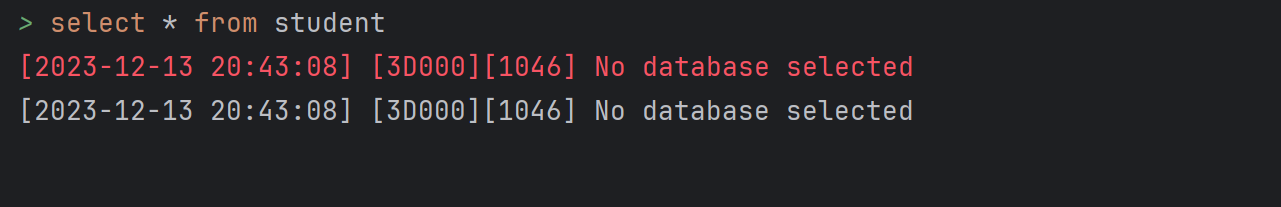 > select * from student
[2023-12-13 20:43:08] [3D000][1046] No database selected
[2023-12-13 20:43:08] [3D000][1046] No database selected